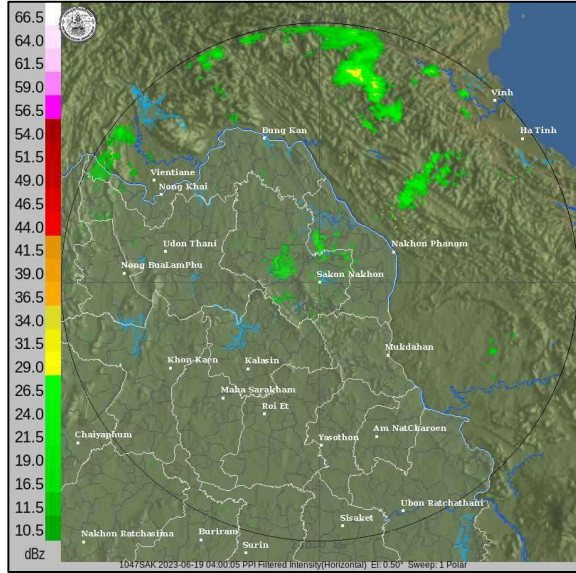 66.5
64.0
61.5
59.0
56.5
54.0
51.5
49.0
46.5
44.0
41.5
39.0
36.5
34.0
31.5
29.0
26.5
24.0
21.5
19.0
16.5
13.0
11.5
10.5
dBz
Vinh
Ha Tinh
Bung Kan
Vientiane
Nong Khai
Udon Thani
Nakhon Phanom
Nong BuaLamPhu
Sakon Nakhon
Mukdahan
Khon Kaen
Kalasin
Maha Sarakham
Roi Et
Chaiyaphum
Yasothon
Am NatCharoen
Ubon Ratchathani
Sisaket
Nakhon Ratchasima
Buriram
Surin
1047SAK 2023-06-19 04:00:05 PPI Filtered Intensity(Horizontal) El: 0.50° Sweep: 1 Polar